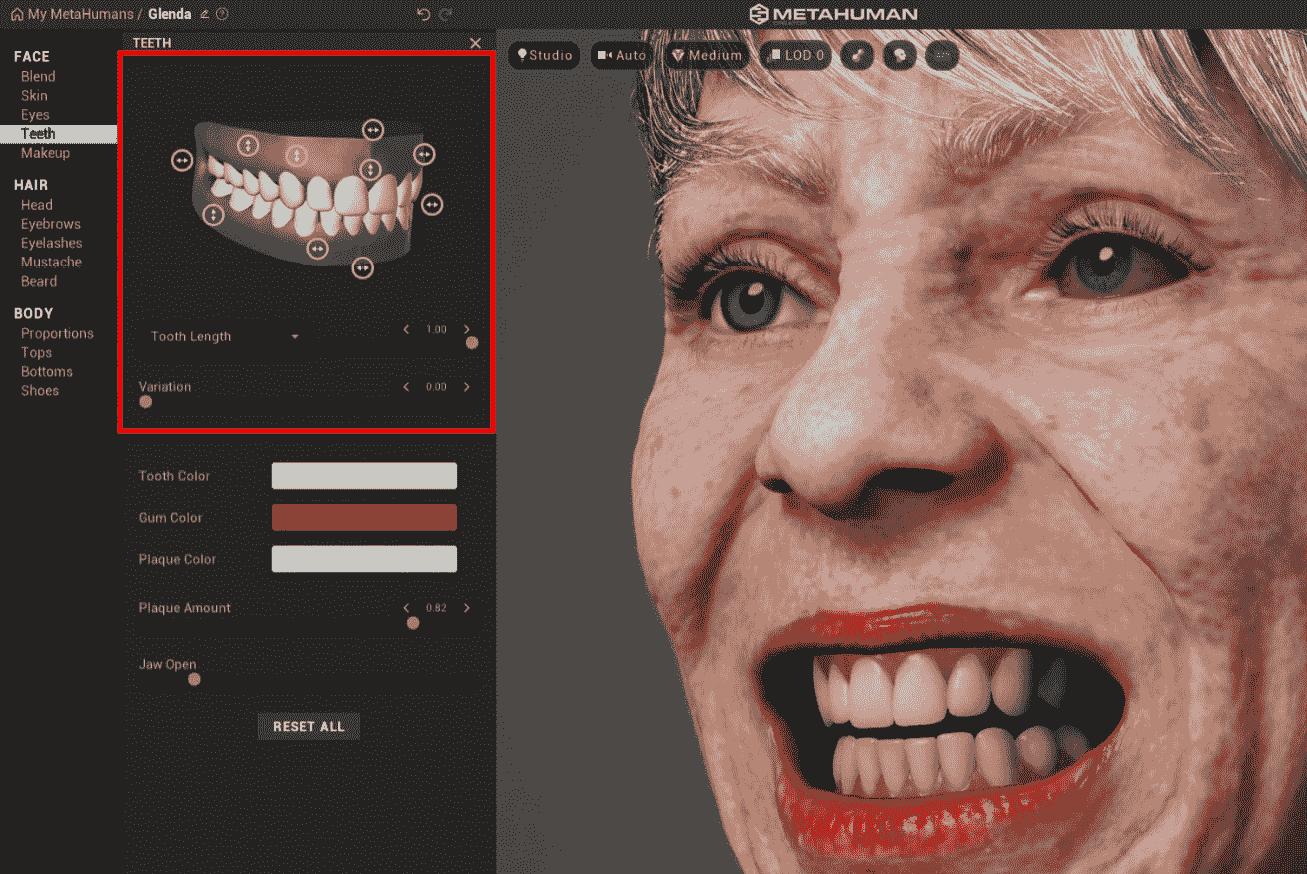 My MetaHumans / Glenda
METAHUMAN
TEETH
FACE
Blend
Skin
Eyes
Teeth
Makeup
HAIR
Head
Eyebrows
Eyelashes
Mustache
Beard
BODY
Proportions
Tops
Bottoms
Shoes
Tooth Length
1.00
Variation
0.00
Tooth Color
Gum Color
Plaque Color
Plaque Amount
0.82
Jaw Open
RESET ALL
Studio
Auto
Medium
LOD 0